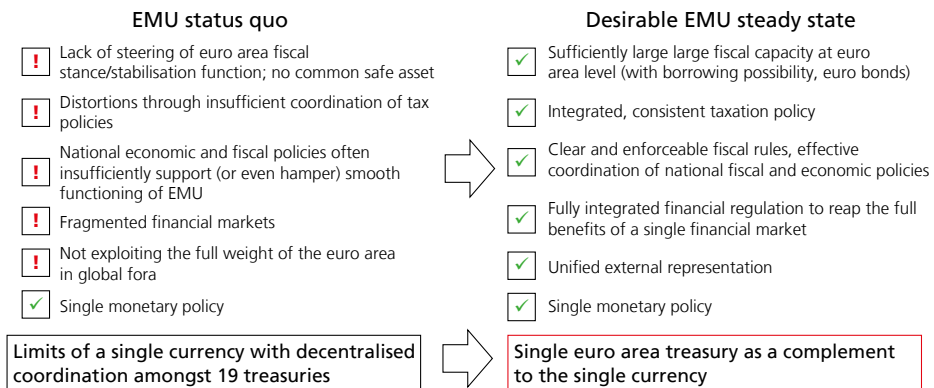 EMU status quo
! Lack of steering of euro area fiscal
stance/stabilisation function; no common safe asset
! Distortions through insufficient coordination of tax
policies
! National economic and fiscal policies often
insufficiently support (or even hamper) smooth
functioning of EMU
! Fragmented financial markets
! Not exploiting the full weight of the euro area
in global fora
✓ Single monetary policy
Limits of a single currency with decentralised
coordination amongst 19 treasuries
Desirable EMU steady state
✓ Sufficiently large large fiscal capacity at euro
area level (with borrowing possibility, euro bonds)
✓ Integrated, consistent taxation policy
✓ Clear and enforceable fiscal rules, effective
coordination of national fiscal and economic policies
✓ Fully integrated financial regulation to reap the full
benefits of a single financial market
✓ Unified external representation
✓ Single monetary policy
Single euro area treasury as a complement
to the single currency